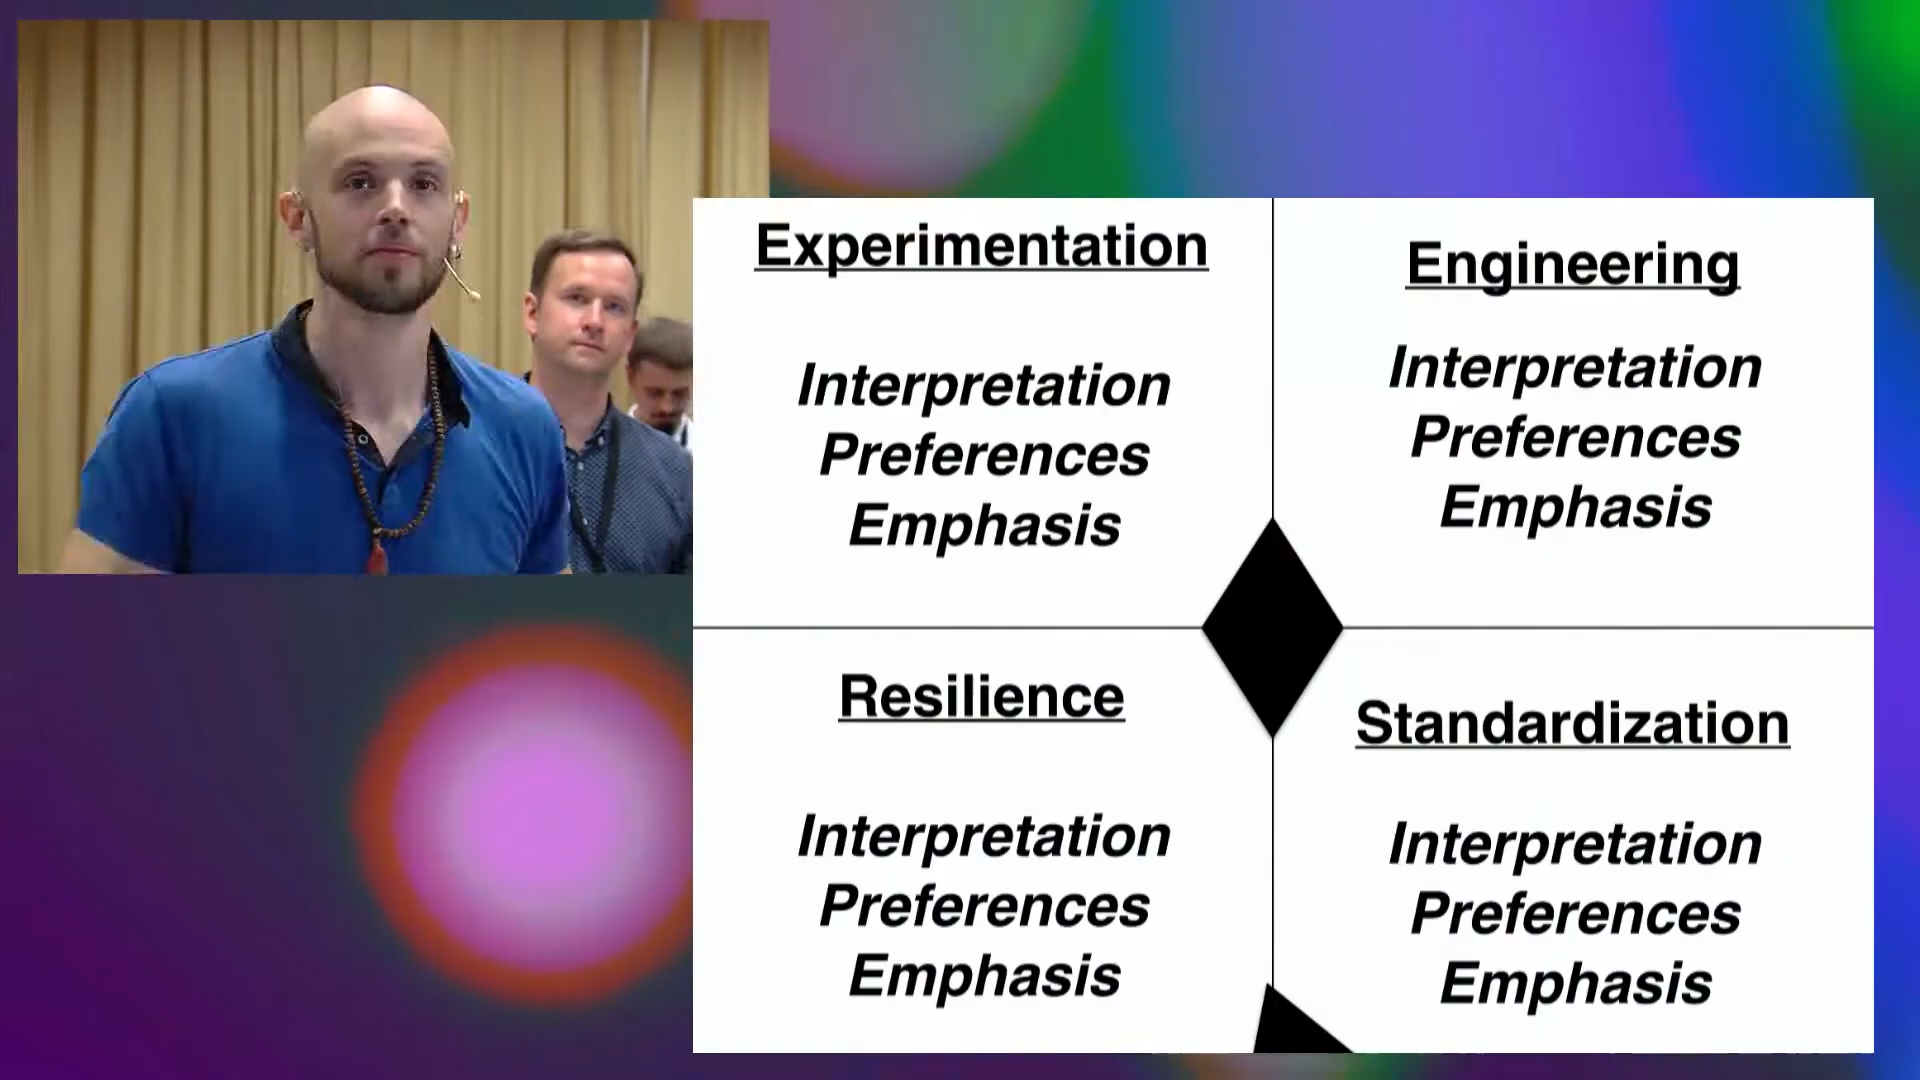 Experimentation
Interpretation
Preferences
Emphasis
Engineering
Interpretation
Preferences
Emphasis
Resilience
Interpretation
Preferences
Emphasis
Standardization
Interpretation
Preferences
Emphasis